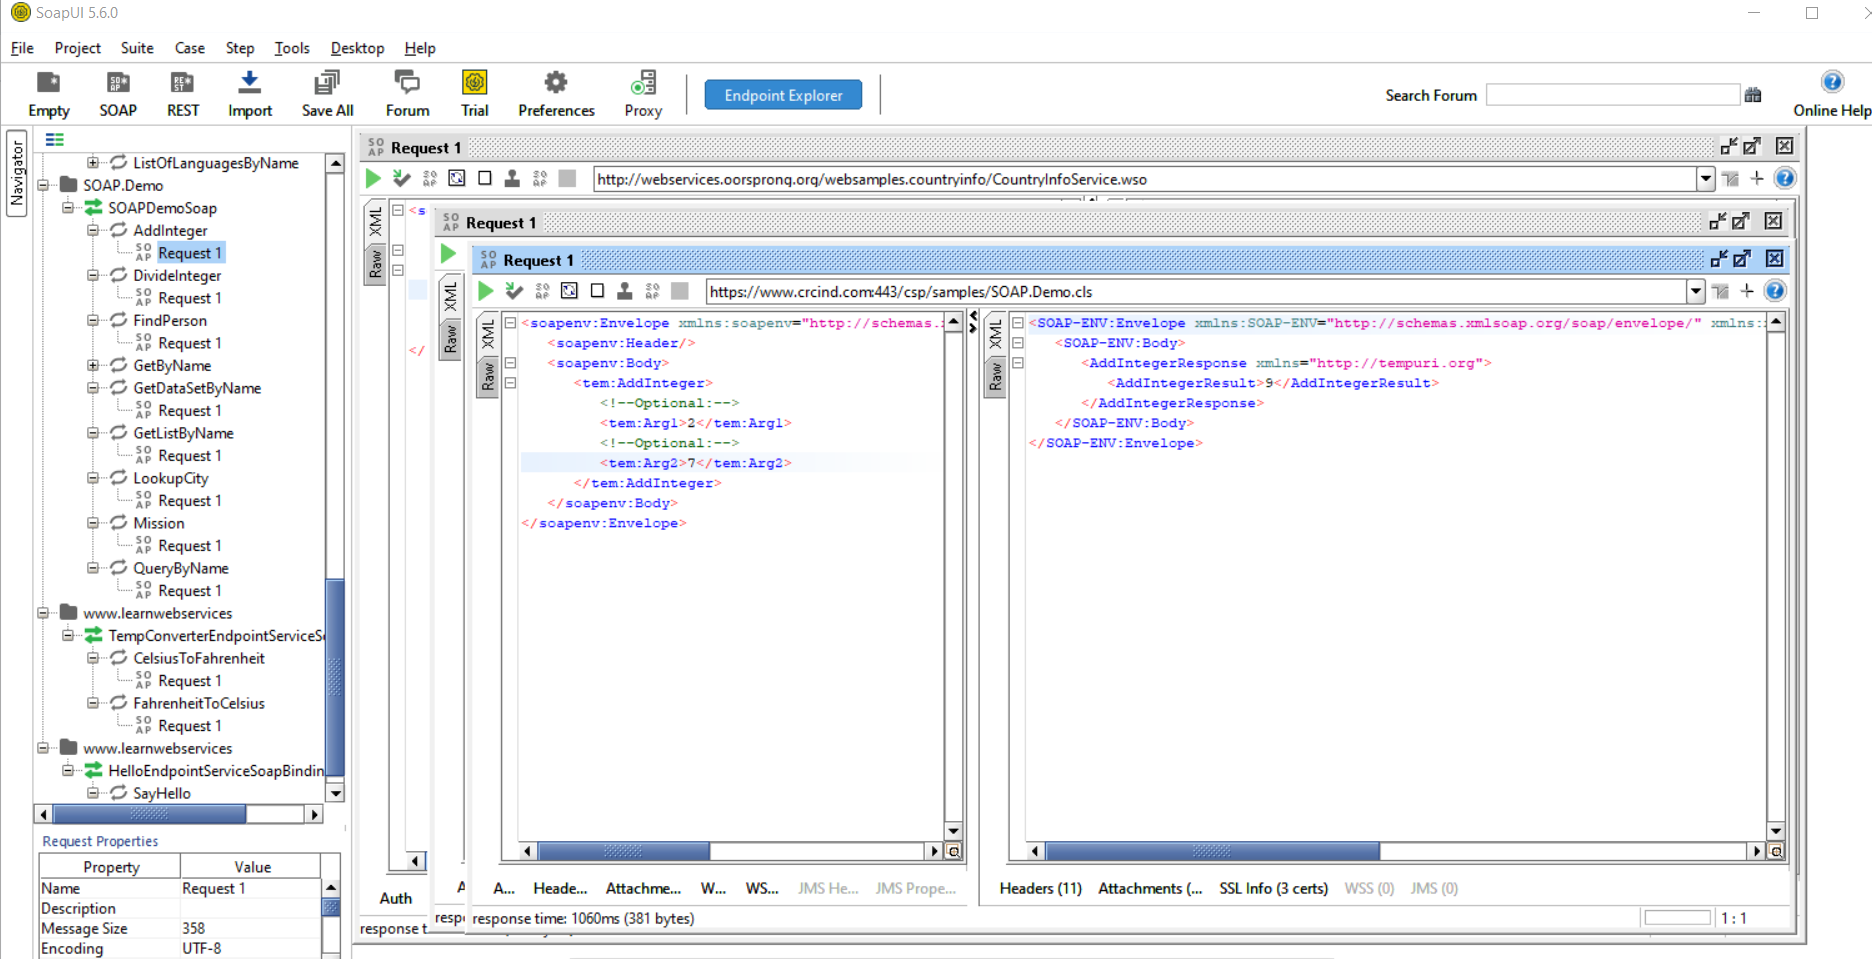 SoapUI 5.6.0
File Project Suite Case Step Tools Desktop Help
Empty SOAP REST Import Save All Forum Trial Preferences Proxy Endpoint Explorer Search Forum Online Help
Navigator
ListOfLanguagesByName
SOAP.Demo
SOAPDemoSoap
AddInteger
Request 1
DivideInteger
Request 1
FindPerson
Request 1
GetByName
GetDataSetByName
Request 1
GetListByName
Request 1
LookupCity
Request 1
Mission
Request 1
QueryByName
Request 1
www.learnwebservices
TempConverterEndpointServiceSo
CelsiusToFahrenheit
Request 1
FahrenheitToCelsius
Request 1
www.learnwebservices
HelloEndpointServiceSoapBindin
SayHello
Request Properties
Property Value
Name Request 1
Description
Message Size 358
Encoding UTF-8
Request 1
http://webservices.oorsprong.org/websamples.countryinfo/CountryInfoService.wso
XML
Raw
<s
</
Auth
response t
Request 1
XML
Raw
A
resp
Request 1
https://www.crcind.com:443/csp/samples/SOAP.Demo.cls
XML
Raw
<soapenv:Envelope xmlns:soapenv="http://schemas.
<soapenv:Header/>
<soapenv:Body>
<tem:AddInteger>
<!--Optional:-->
<tem:Arg1>2</tem:Arg1>
<!--Optional:-->
<tem:Arg2>7</tem:Arg2>
</tem:AddInteger>
</soapenv:Body>
</soapenv:Envelope>
XML
Raw
<SOAP-ENV:Envelope xmlns:SOAP-ENV="http://schemas.xmlsoap.org/soap/envelope/" xmlns:
<SOAP-ENV:Body>
<AddIntegerResponse xmlns="http://tempuri.org">
<AddIntegerResult>9</AddIntegerResult>
</AddIntegerResponse>
</SOAP-ENV:Body>
</SOAP-ENV:Envelope>
A... Heade... Attachme... W... WS... JMS He... JMS Prope...
Headers (11) Attachments (... SSL Info (3 certs) WSS (0) JMS (0)
response time: 1060ms (381 bytes)
1 : 1